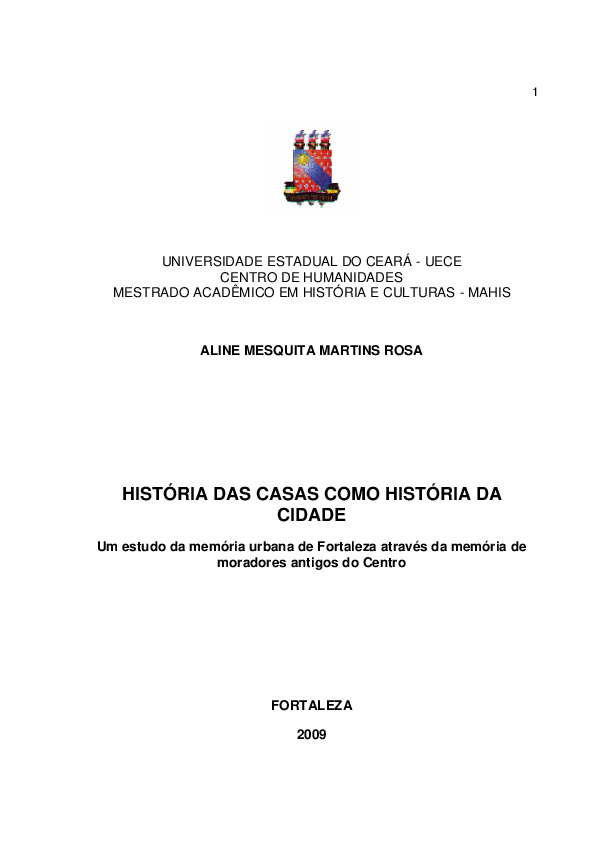 1
UNIVERSIDADE ESTADUAL DO CEARÁ - UECE
CENTRO DE HUMANIDADES
MESTRADO ACADÊMICO EM HISTÓRIA E CULTURAS - MAHIS
ALINE MESQUITA MARTINS ROSA
HISTÓRIA DAS CASAS COMO HISTÓRIA DA
CIDADE
Um estudo da memória urbana de Fortaleza através da memória de
moradores antigos do Centro
FORTALEZA
2009